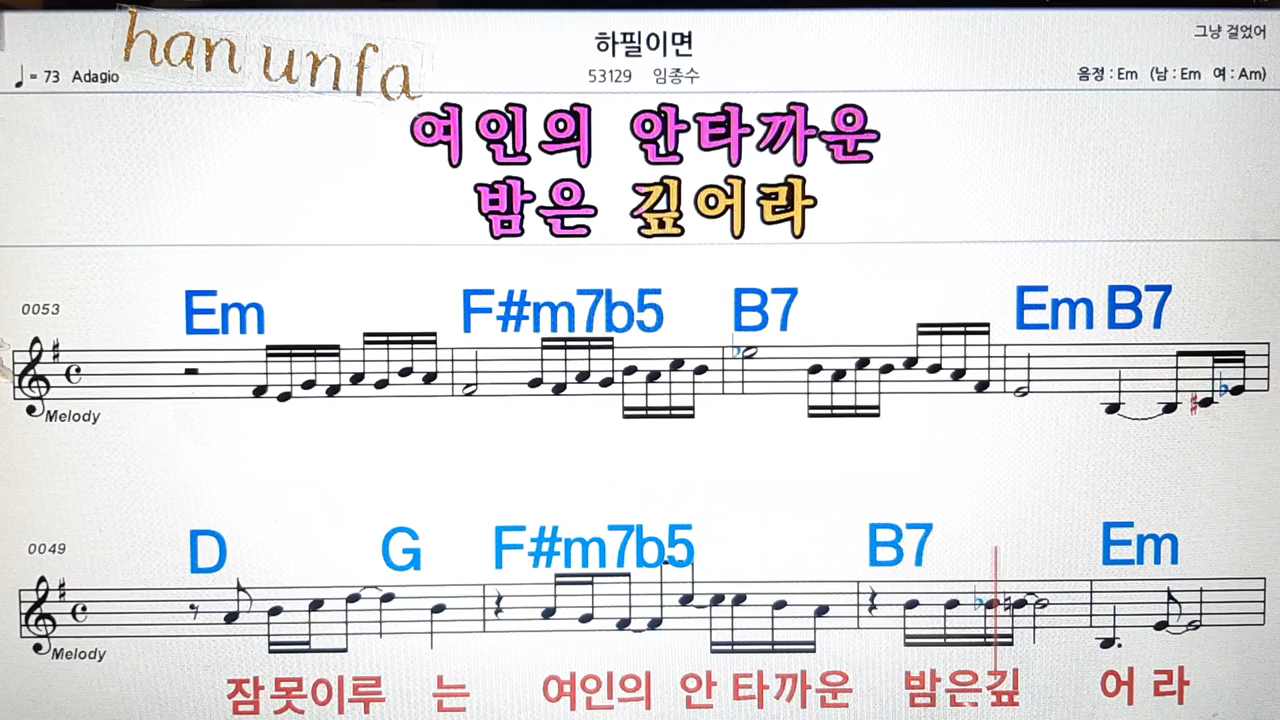 han unfa
하필이면
그냥 걸었어
♩= 73 Adagio
53129 임종수
음정 : Em (남 : Em 여 : Am)
여인의 안타까운
밤은 깊어라
0053
Em F#m7b5 B7 Em B7
Melody
0049
D G F#m7b5 B7 Em
Melody
잠못이루 는 여인의 안 타까운 밤은깊 어 라